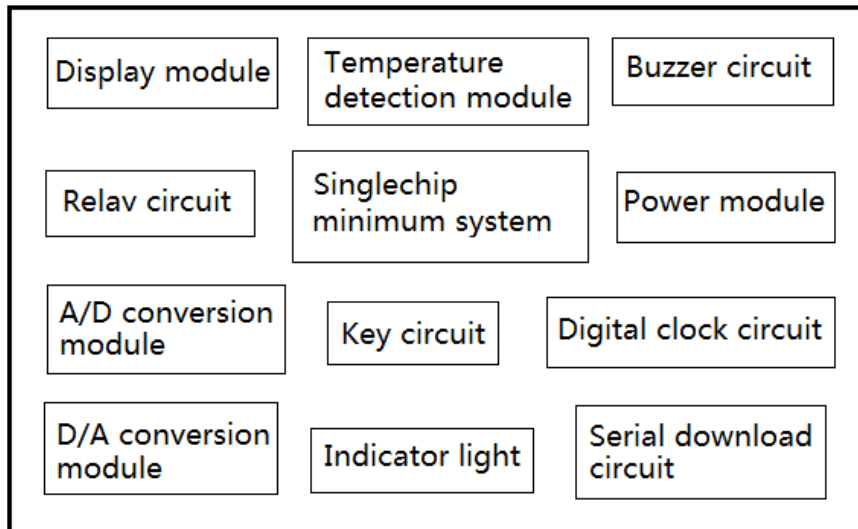 Display module
Temperature
detection module
Buzzer circuit
Relav circuit
Singlechip
minimum system
Power module
A/D conversion
module
Key circuit
Digital clock circuit
D/A conversion
module
Indicator light
Serial download
circuit